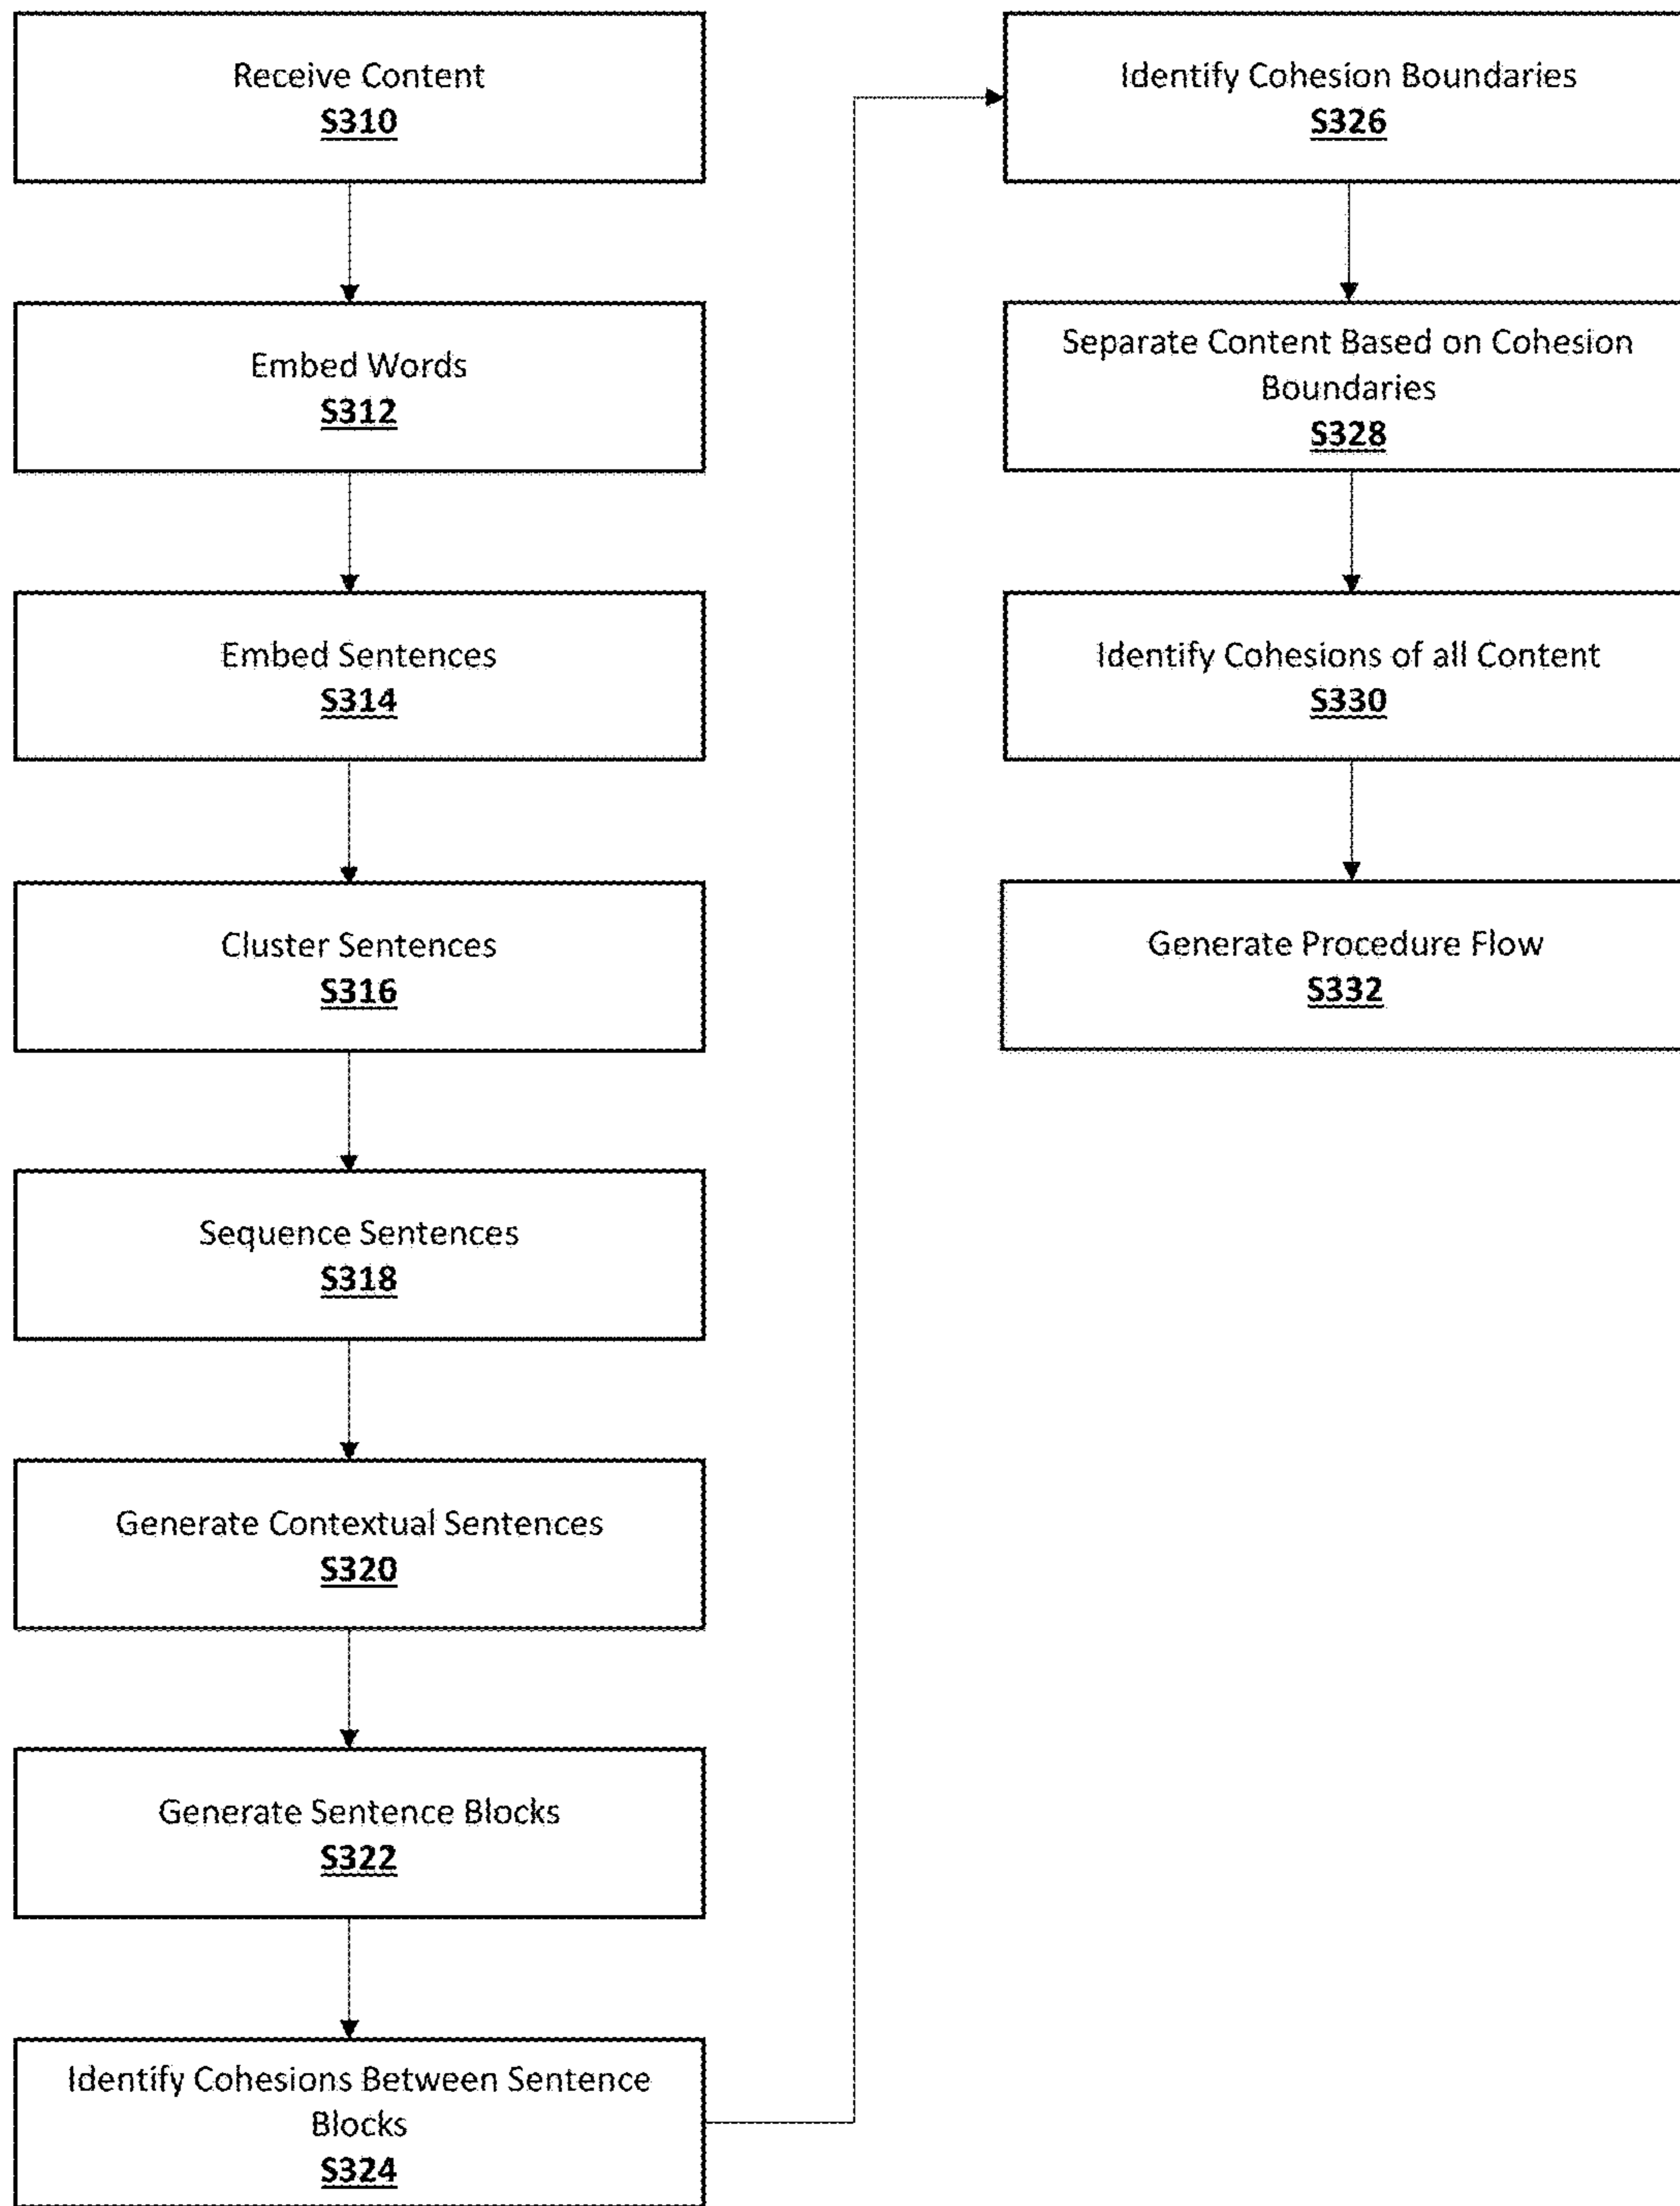 Receive Content
S310
Embed Words
S312
Embed Sentences
S314
Cluster Sentences
S316
Sequence Sentences
S318
Generate Contextual Sentences
S320
Generate Sentence Blocks
S322
Identify Cohesions Between Sentence
Blocks
S324
Identify Cohesion Boundaries
S326
Separate Content Based on Cohesion
Boundaries
S328
Identify Cohesions of all Content
S330
Generate Procedure Flow
S332